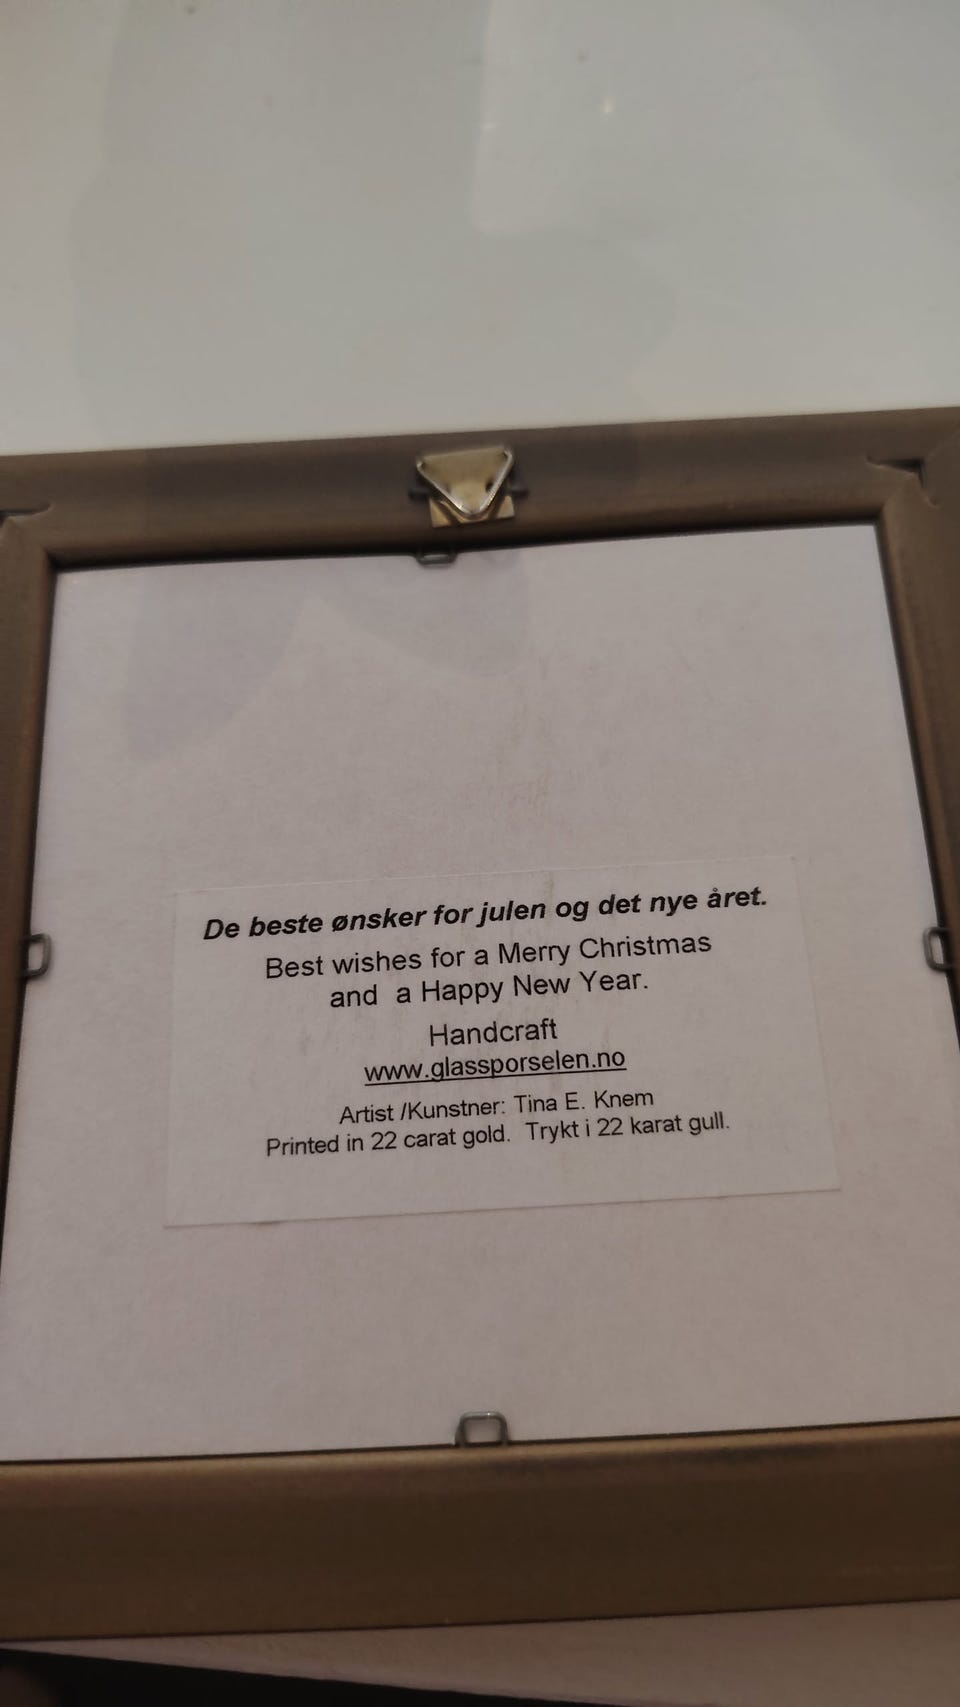 De beste ønsker for julen og det nye året.
Best wishes for a Merry Christmas
and a Happy New Year.
Handcraft
www.glassporselen.no
Artist /Kunstner: Tina E. Knem
Printed in 22 carat gold. Trykt i 22 karat gull.